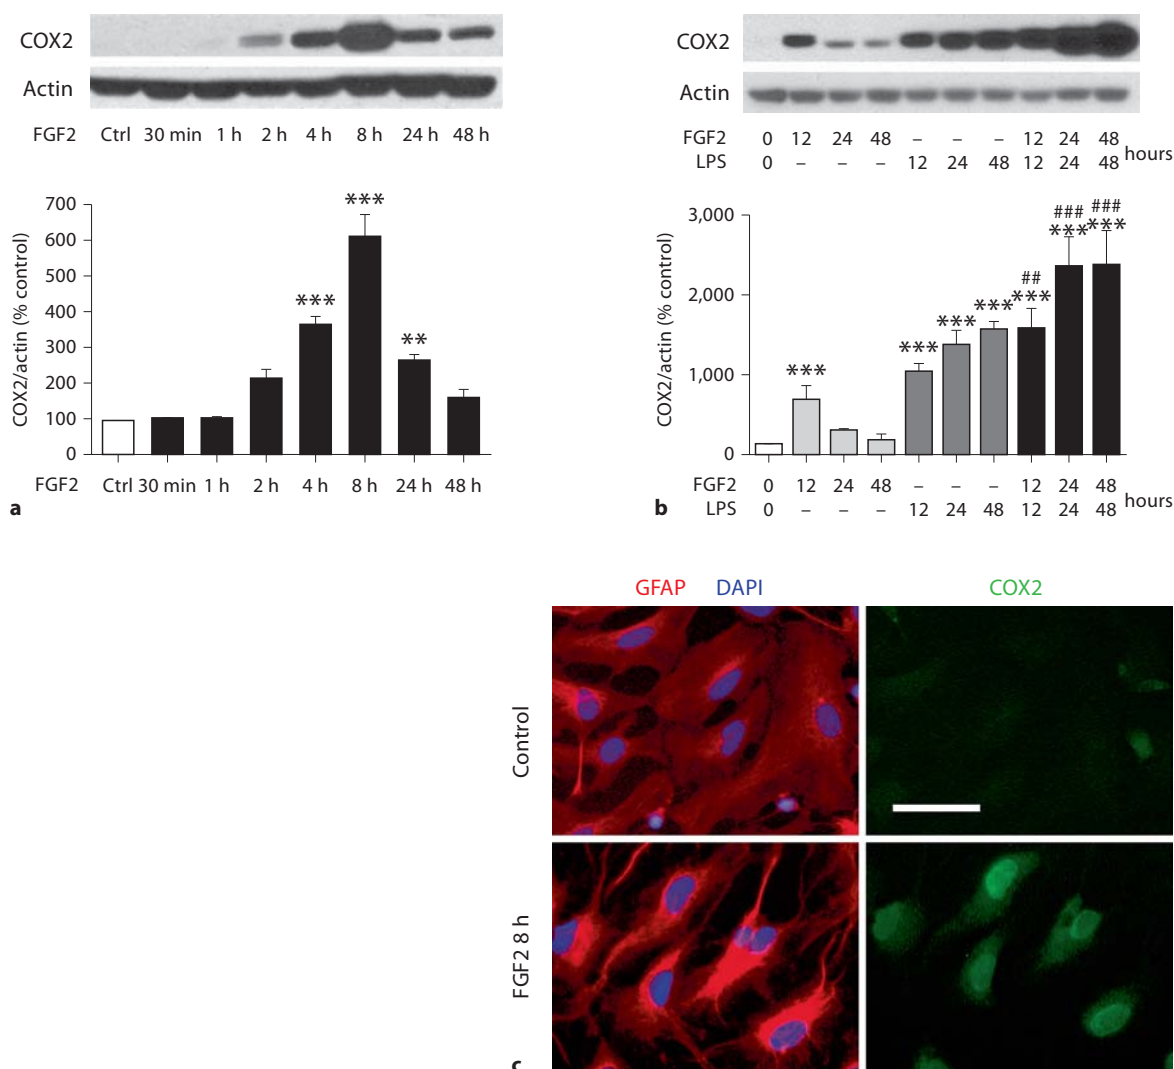 COX2
Actin
FGF2 Ctrl 30 min 1 h 2 h 4 h 8 h 24 h 48 h
COX2/actin (% control)
700
600
500
400
300
200
100
0
***
***
**
FGF2 Ctrl 30 min 1 h 2 h 4 h 8 h 24 h 48 h
a
COX2
Actin
FGF2 0 12 24 48 – – – 12 24 48
LPS 0 – – – 12 24 48 12 24 48
hours
COX2/actin (% control)
3,000
2,000
1,000
0
***
***
***
***
##
***
###
***
###
***
FGF2 0 12 24 48 – – – 12 24 48
LPS 0 – – – 12 24 48 12 24 48
hours
b
GFAP DAPI COX2
Control
FGF2 8 h
c